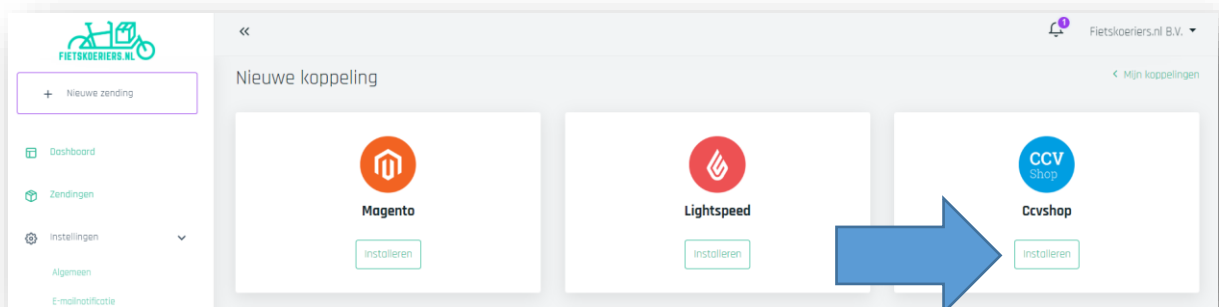 FIETSKOERIERS.NL
+ Nieuwe zending
Dashboard
Zendingen
Instellingen
Algemeen
E-mailnotificatie
«
1
Fietskoeriers.nl B.V.
Nieuwe koppeling
< Mijn koppelingen
Magento
Installeren
Lightspeed
Installeren
CCV
Shop
Ccvshop
Installeren